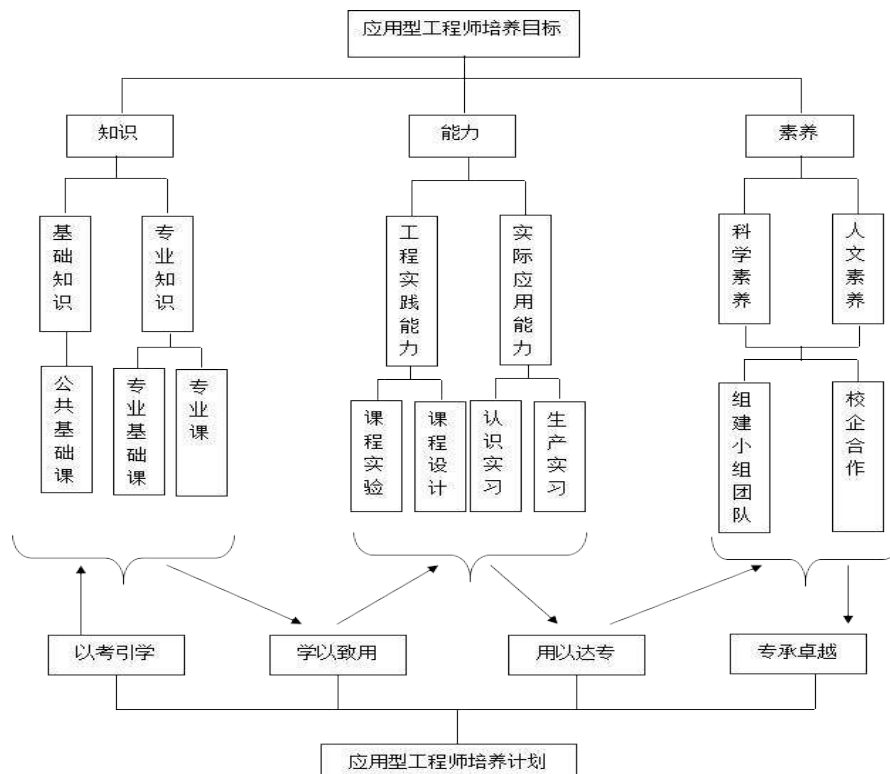 应用型工程师培养目标
知识
能力
素养
基础知识
专业知识
工程实践能力
实际应用能力
科学素养
人文素养
公共基础课
专业基础课
专业课
课程实验
课程设计
认识实习
生产实习
组建小组团队
校企合作
以考引学
学以致用
用以达专
专承卓越
应用型工程师培养计划